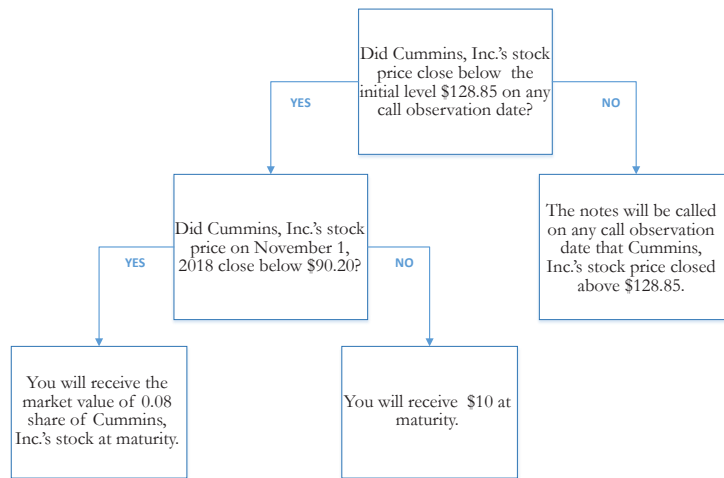 Did Cummins, Inc.'s stock
price close below the
initial level $128.85 on any
call observation date?
YES
NO
Did Cummins, Inc.'s stock
price on November 1,
2018 close below $90.20?
The notes will be called
on any call observation
date that Cummins,
Inc.'s stock price closed
above $128.85.
YES
NO
You will receive the
market value of 0.08
share of Cummins,
Inc.'s stock at maturity.
You will receive $10 at
maturity.